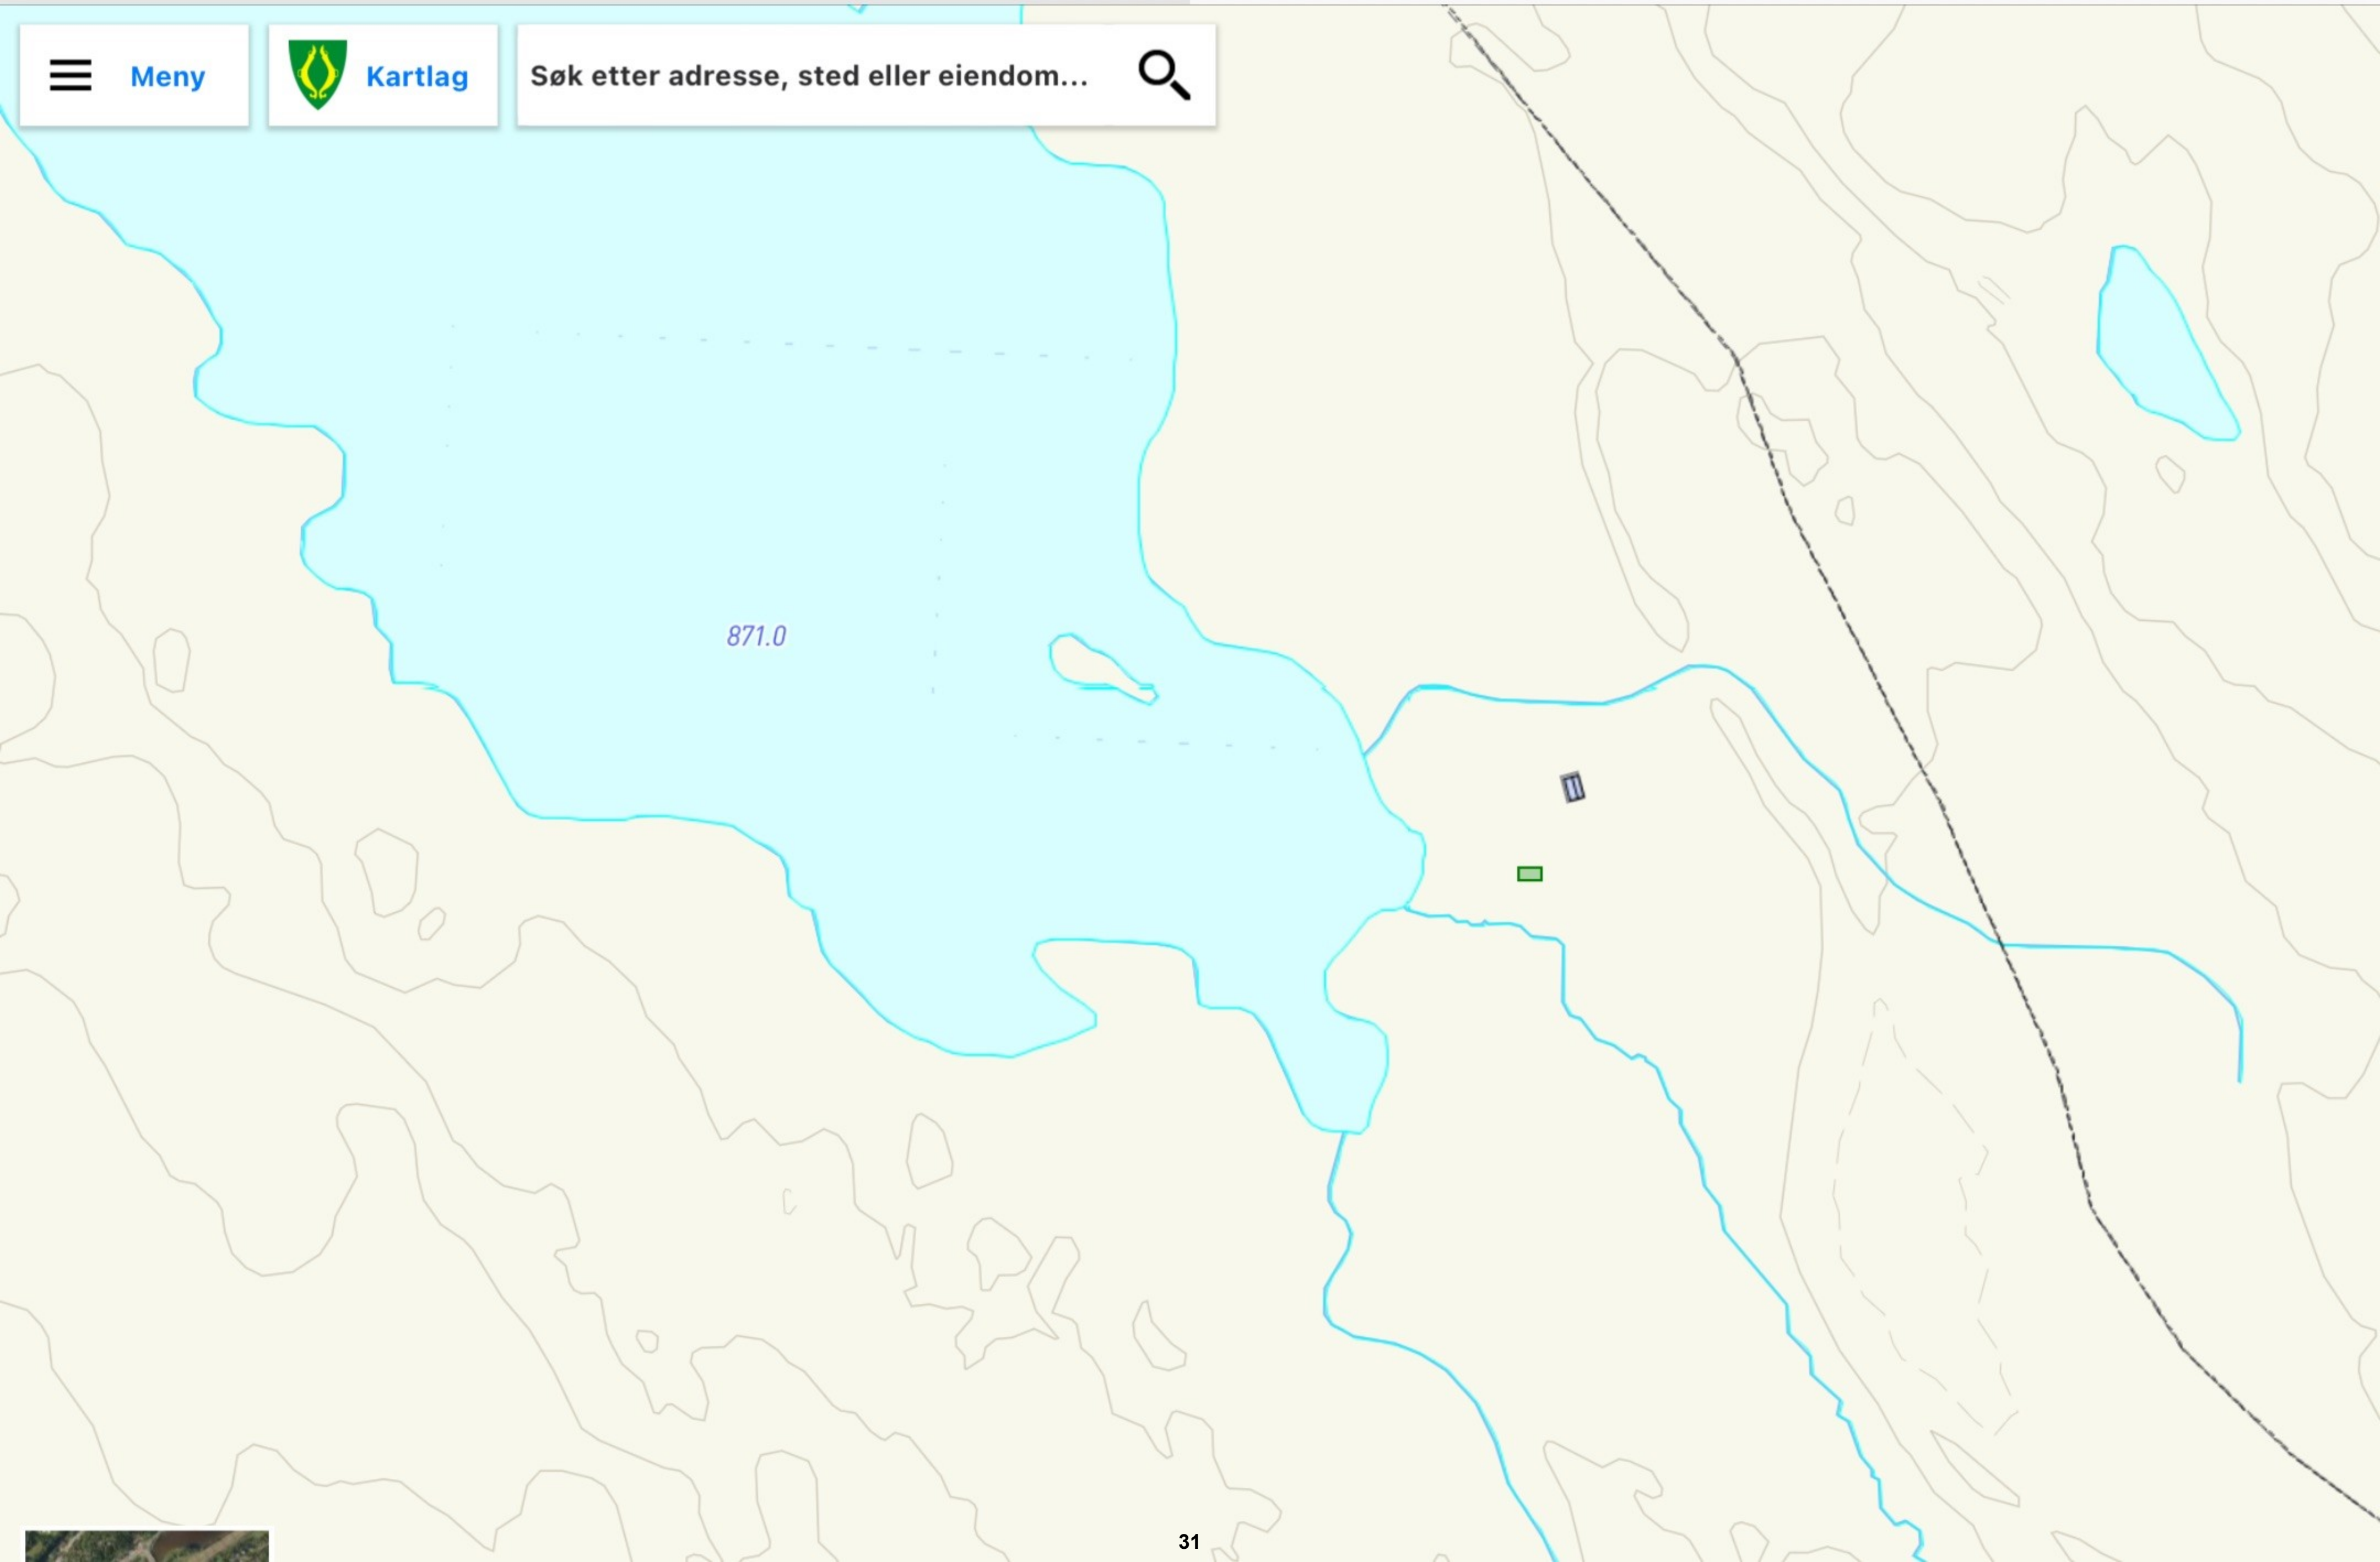 Meny
Kartlag
Søk etter adresse, sted eller eiendom...
871.0
31